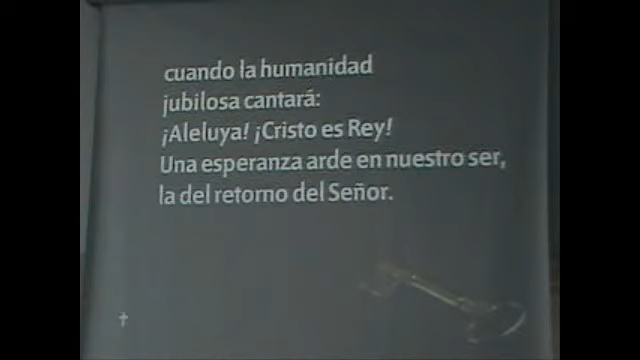 cuando la humanidad
jubilosa cantará:
¡Aleluya! ¡Cristo es Rey!
Una esperanza arde en nuestro ser,
la del retorno del Señor.